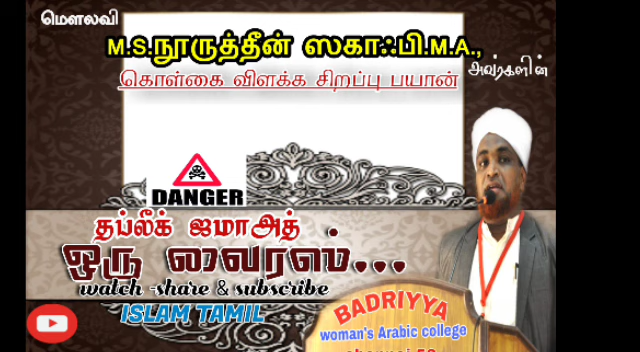 மௌலவி
M.S.நூருத்தீன் ஸகாஃபி.M.A.,
அவர்களின்
கொள்கை விளக்க சிறப்பு பயான்
DANGER
தப்லீக் ஜமாஅத்
ஒரு வைரஸ்...
watch -share & subscribe
ISLAM TAMIL
BADRIYYA
woman's Arabic college